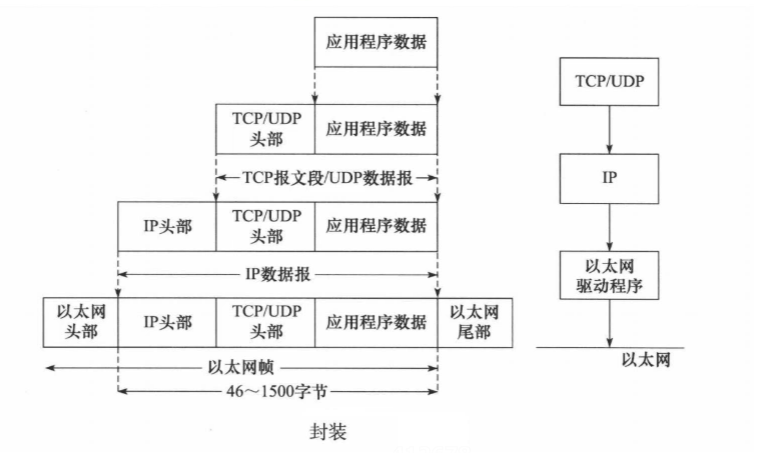 应用程序数据
TCP/UDP
头部
应用程序数据
TCP报文段/UDP数据报
IP头部
TCP/UDP
头部
应用程序数据
IP数据报
以太网
头部
IP头部
TCP/UDP
头部
应用程序数据
以太网
尾部
以太网帧
46～1500字节
TCP/UDP
IP
以太网
驱动程序
以太网
封装